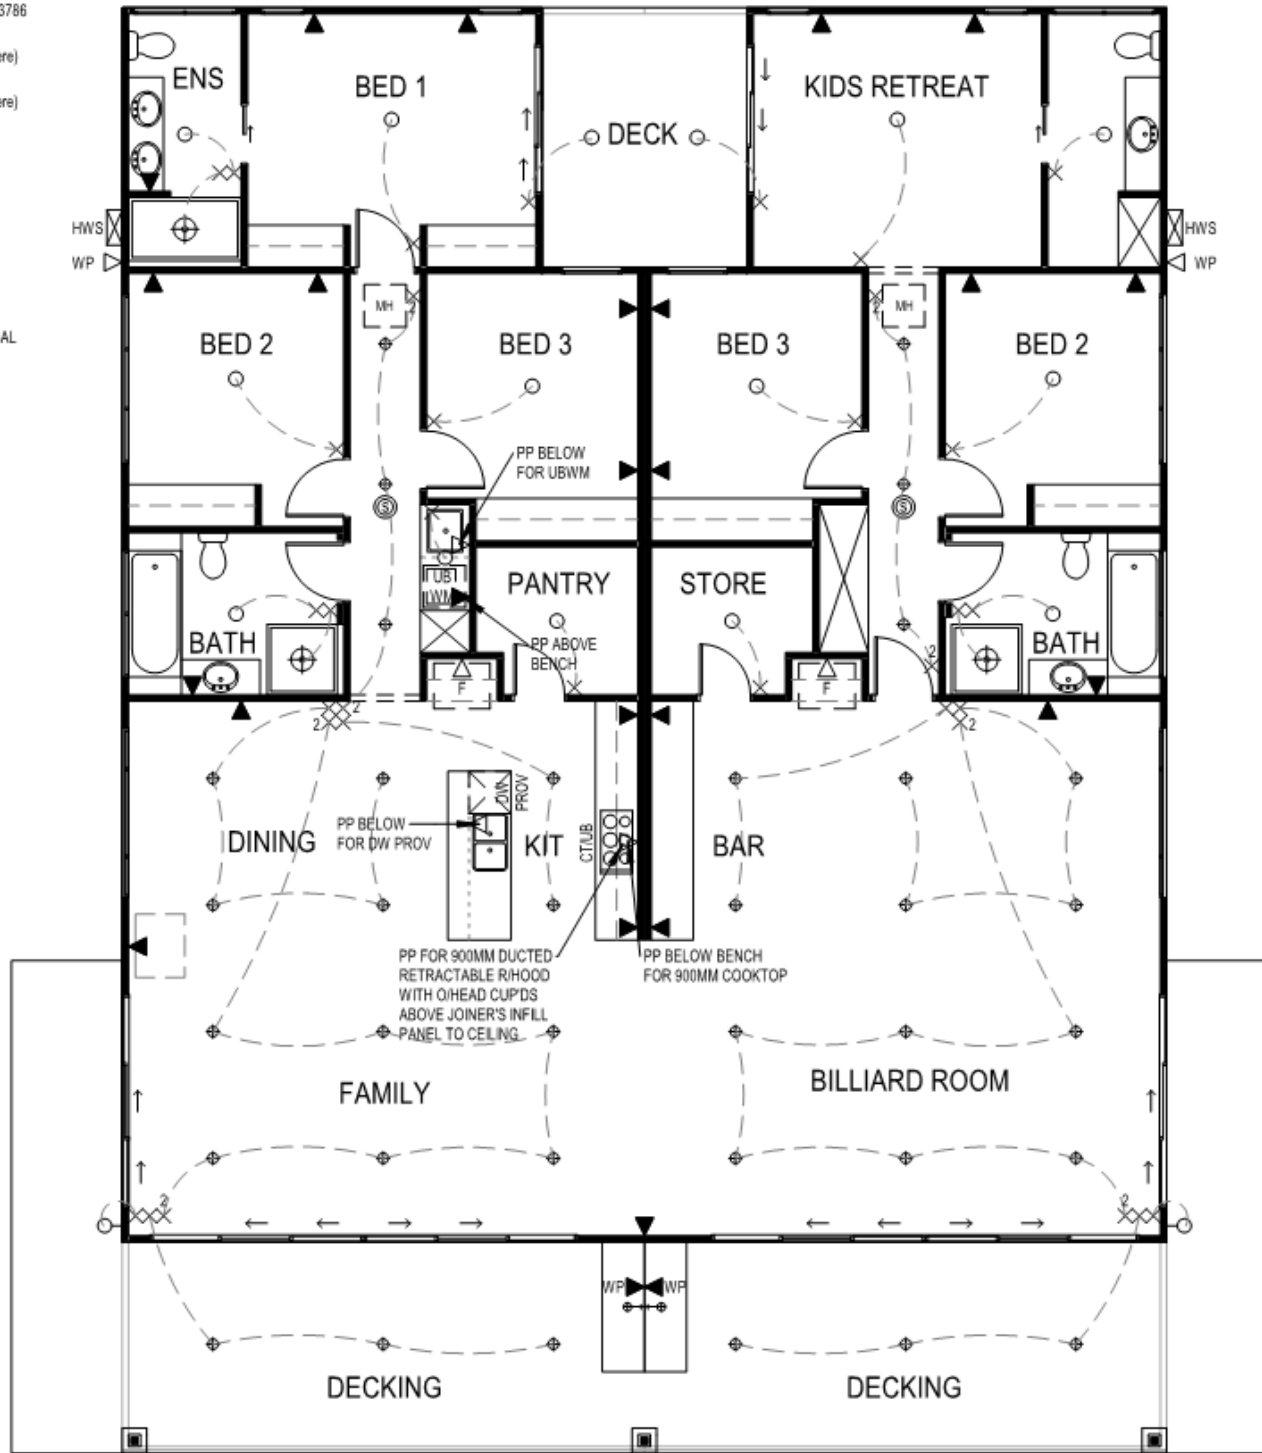 3786
ere)
ere)
AL
ENS
BED 1
DECK
KIDS RETREAT
HWS
WP
HWS
WP
BED 2
MH
2
BED 3
BED 3
2
MH
BED 2
PP BELOW
FOR UBWM
S
S
UB
WM
PANTRY
STORE
BATH
PP ABOVE
BENCH
BATH
F
F
2
2
2
2
DW
PROV
DINING
PP BELOW
FOR DW PROV
KIT
CT/UB
BAR
PP FOR 900MM DUCTED
RETRACTABLE R/HOOD
WITH O/HEAD CUP'DS
ABOVE JOINER'S INFILL
PANEL TO CEILING
PP BELOW BENCH
FOR 900MM COOKTOP
FAMILY
BILLIARD ROOM
2
2
WP
WP
DECKING
DECKING